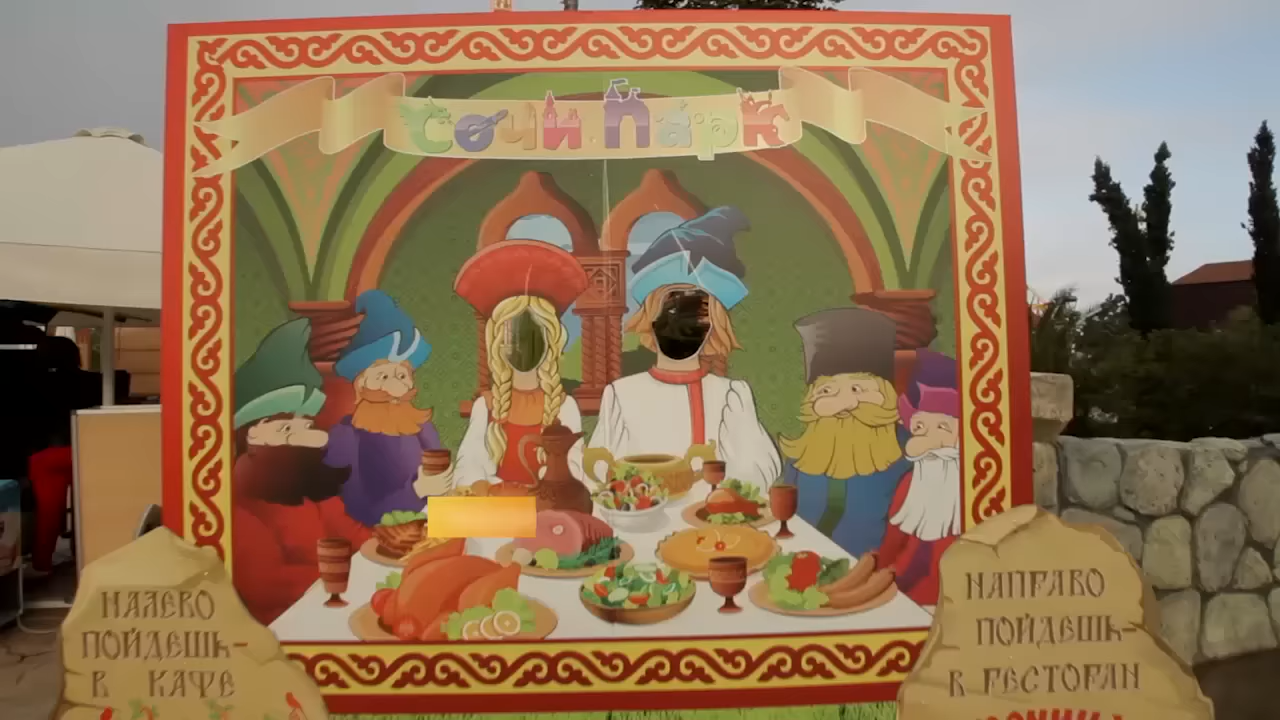 Сочи Парк
НАЛЕВО
ПОЙДЕШЬ-
В КАФЕ
НАПРАВО
ПОЙДЕШЬ-
В РЕСТОРАН